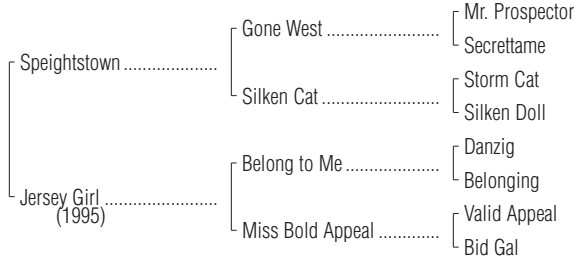 Mr. Prospector
Gone West ........................
Secrettame
Speightstown ....................
Storm Cat
Silken Cat .........................
Silken Doll
Danzig
Belong to Me ....................
Belonging
Jersey Girl .......................
(1995)
Valid Appeal
Miss Bold Appeal .............
Bid Gal